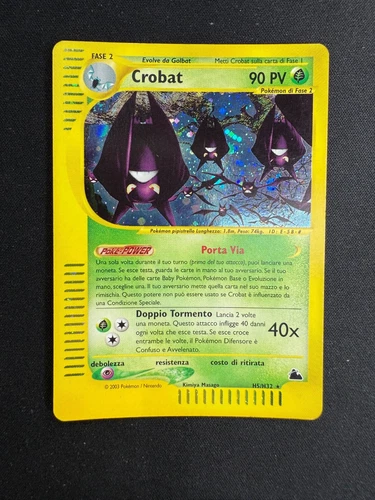 FASE 2
Evolve da Golbat
Metti Crobat sulla carta di Fase 1
Crobat
90 PV
Pokémon di Fase 2
Pokémon pipistrello Lunghezza: 1,8m, Peso: 74kg.
POKé-POWER
Porta Via
Una sola volta durante il tuo turno (prima del tuo attacco), puoi lanciare una
moneta. Se esce testa, guarda le carte in mano al tuo avversario. Se il tuo
avversario ha delle carte Baby Pokémon, Pokémon Base o Evoluzione in
mano, scegline una. Il tuo avversario mette quella carta nel suo mazzo e lo
rimischia. Questo potere non può essere usato se Crobat è influenzato da
una Condizione Speciale.
Doppio Tormento Lancia 2 volte
una moneta. Questo attacco infligge 40 danni
ogni volta che esce testa. Se esce croce
entrambe le volte, il Pokémon Difensore è
Confuso e Avvelenato.
40x
debolezza
resistenza
costo di ritirata
© 2003 Pokémon / Nintendo
Kimiya Masago
H5/H32 ★